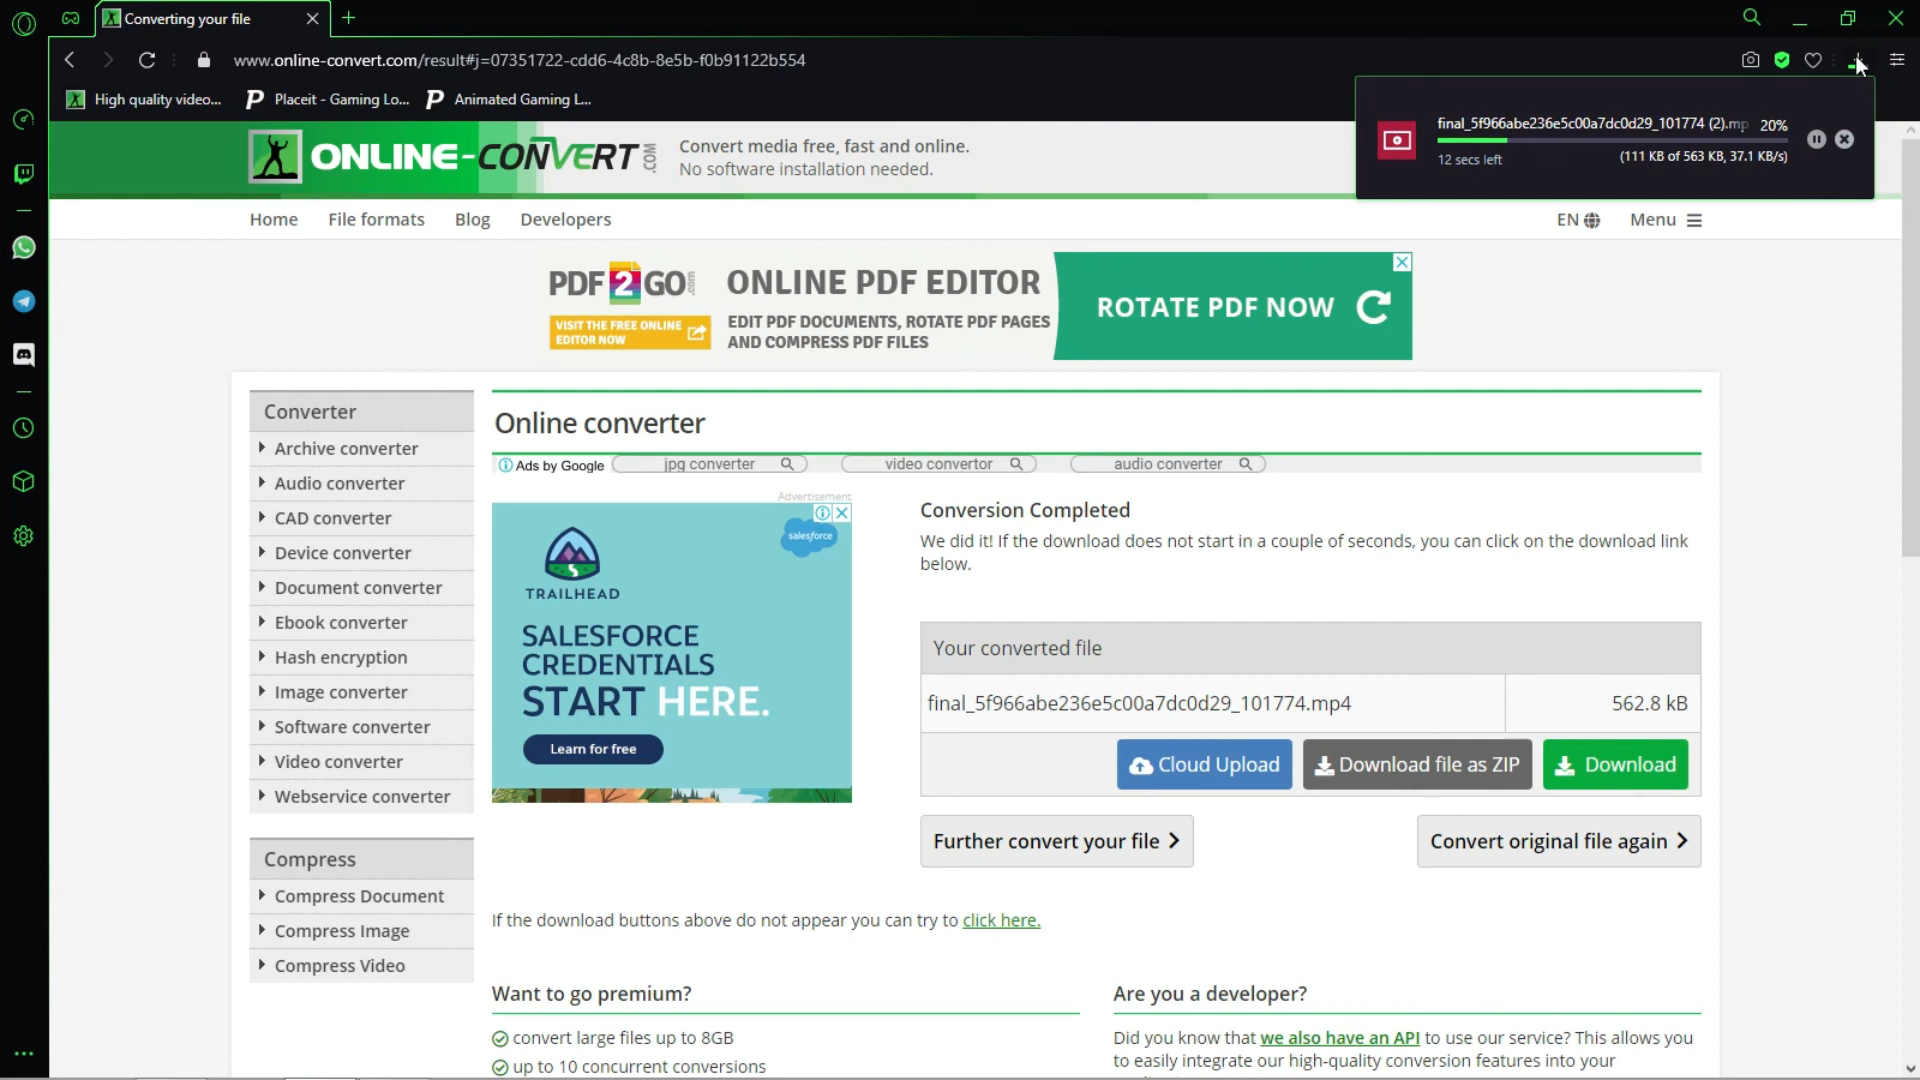 Converting your file
www.online-convert.com/result#j=07351722-cdd6-4c8b-8e5b-f0b91122b554
High quality video...
Placeit - Gaming Lo...
Animated Gaming L...
final_5f966abe236e5c00a7dc0d29_101774 (2).mp
20%
12 secs left
(111 KB of 563 KB, 37.1 KB/s)
ONLINE-CONVERT.COM
Convert media free, fast and online.
No software installation needed.
Home
File formats
Blog
Developers
EN
Menu
PDF2GO.com
VISIT THE FREE ONLINE
EDITOR NOW
ONLINE PDF EDITOR
EDIT PDF DOCUMENTS, ROTATE PDF PAGES
AND COMPRESS PDF FILES
ROTATE PDF NOW
Converter
Archive converter
Audio converter
CAD converter
Device converter
Document converter
Ebook converter
Hash encryption
Image converter
Software converter
Video converter
Webservice converter
Compress
Compress Document
Compress Image
Compress Video
Online converter
Ads by Google
jpg converter
video convertor
audio converter
Advertisement
salesforce
TRAILHEAD
SALESFORCE
CREDENTIALS
START HERE.
Learn for free
Conversion Completed
We did it! If the download does not start in a couple of seconds, you can click on the download link
below.
Your converted file
final_5f966abe236e5c00a7dc0d29_101774.mp4
562.8 kB
Cloud Upload
Download file as ZIP
Download
Further convert your file
Convert original file again
If the download buttons above do not appear you can try to click here.
Want to go premium?
convert large files up to 8GB
up to 10 concurrent conversions
Are you a developer?
Did you know that we also have an API to use our service? This allows you
to easily integrate our high-quality conversion features into your